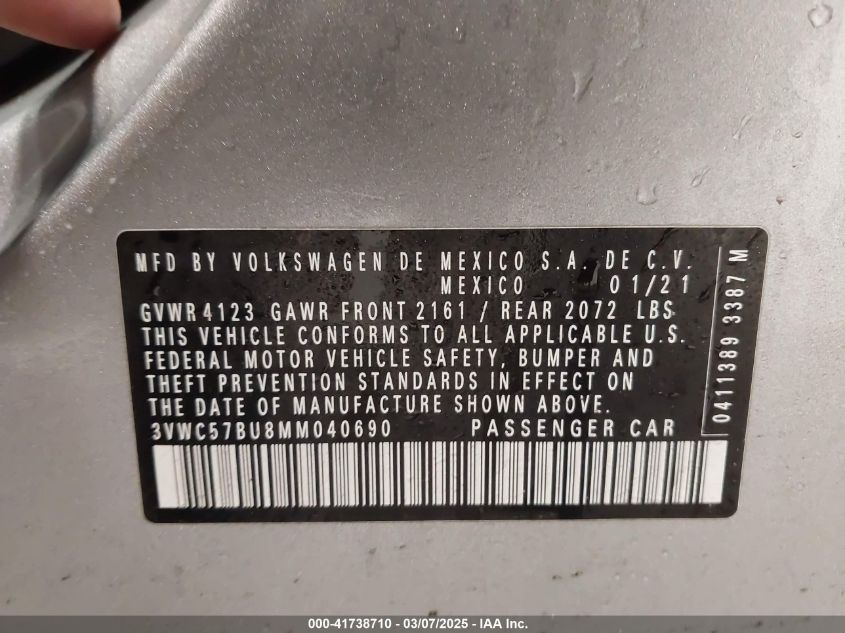 MFD BY VOLKSWAGEN DE MEXICO S.A. DE C.V.
MEXICO 01/21
GVWR 4123 GAWR FRONT 2161 / REAR 2072 LBS
THIS VEHICLE CONFORMS TO ALL APPLICABLE U.S.
FEDERAL MOTOR VEHICLE SAFETY, BUMPER AND
THEFT PREVENTION STANDARDS IN EFFECT ON
THE DATE OF MANUFACTURE SHOWN ABOVE.
3VWC57BU8MM040690 PASSENGER CAR
0411389 3387 M
000-41738710 - 03/07/2025 - IAA Inc.